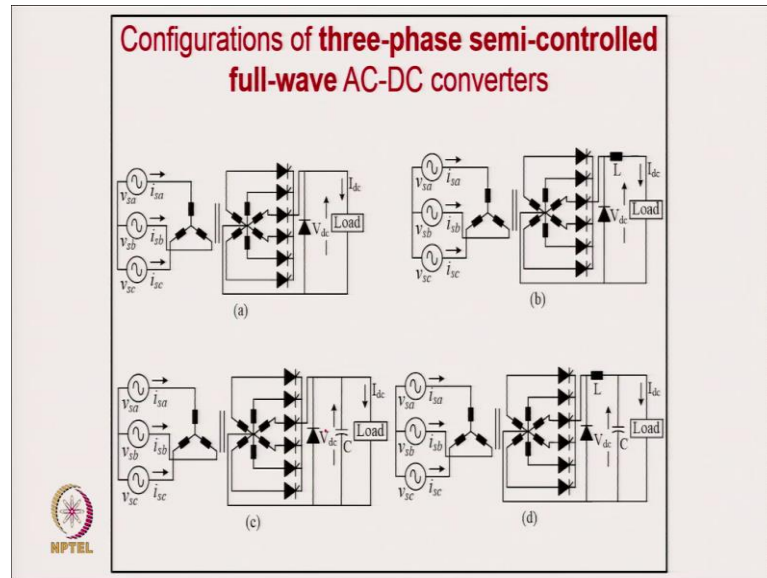 Configurations of three-phase semi-controlled
full-wave AC-DC converters
vsa isa
vsb isb
vsc isc
Vdc
Idc
Load
(a)
vsa isa
vsb isb
vsc isc
L
Vdc
Idc
Load
(b)
vsa isa
vsb isb
vsc isc
Vdc
C
Idc
Load
(c)
vsa isa
vsb isb
vsc isc
L
Vdc
C
Idc
Load
(d)
NPTEL